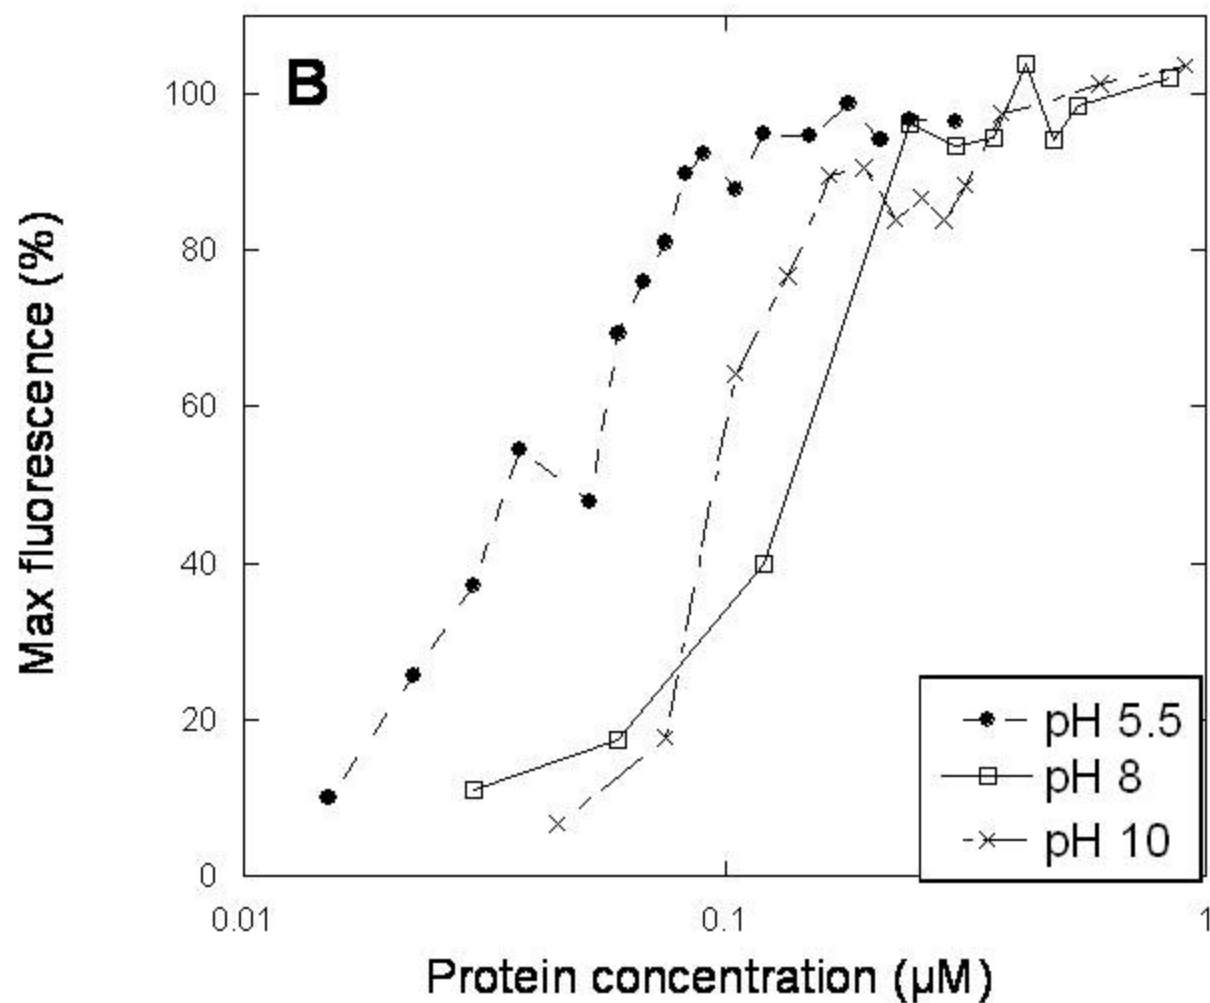 B
Max fluorescence (%)
100
80
60
40
20
0
0.01
0.1
1
Protein concentration (µM)
pH 5.5
pH 8
pH 10